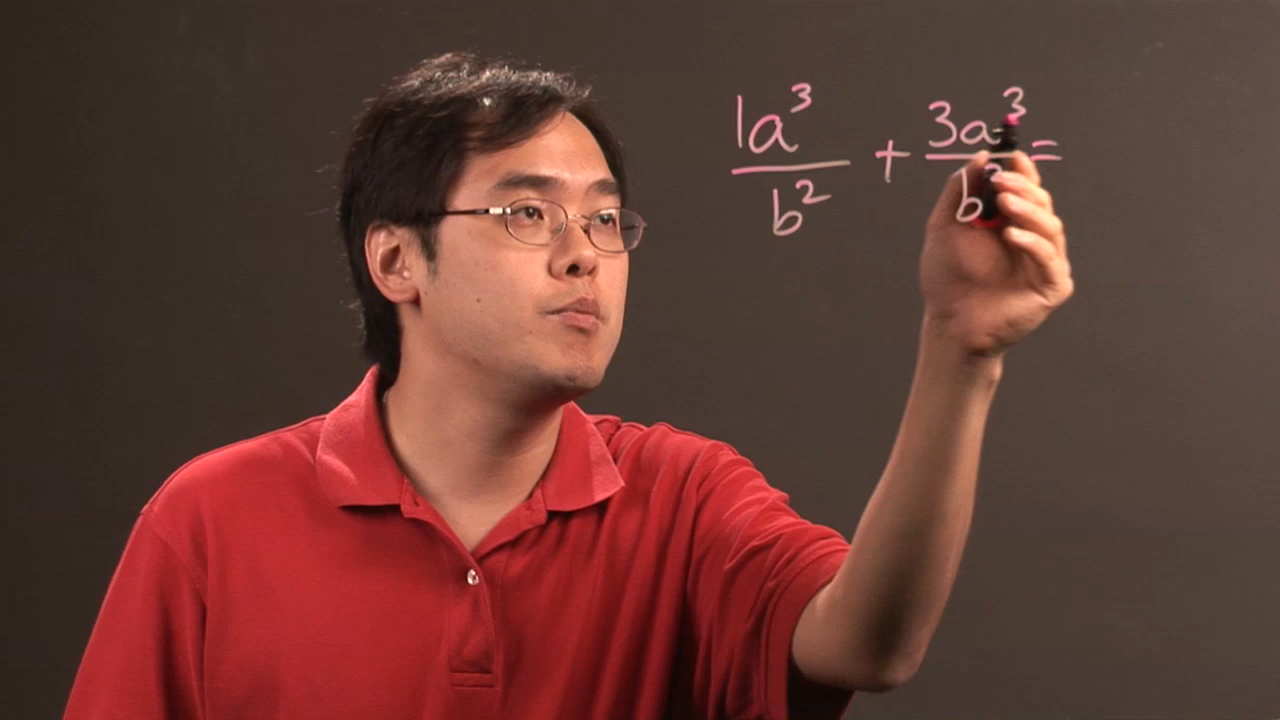 1a³ + 3a³ =
b² b²